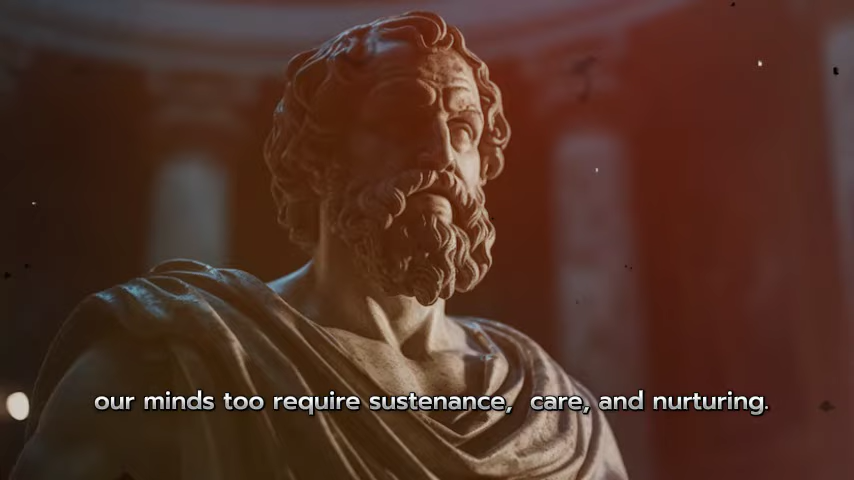 our minds too require sustenance,  care, and nurturing.